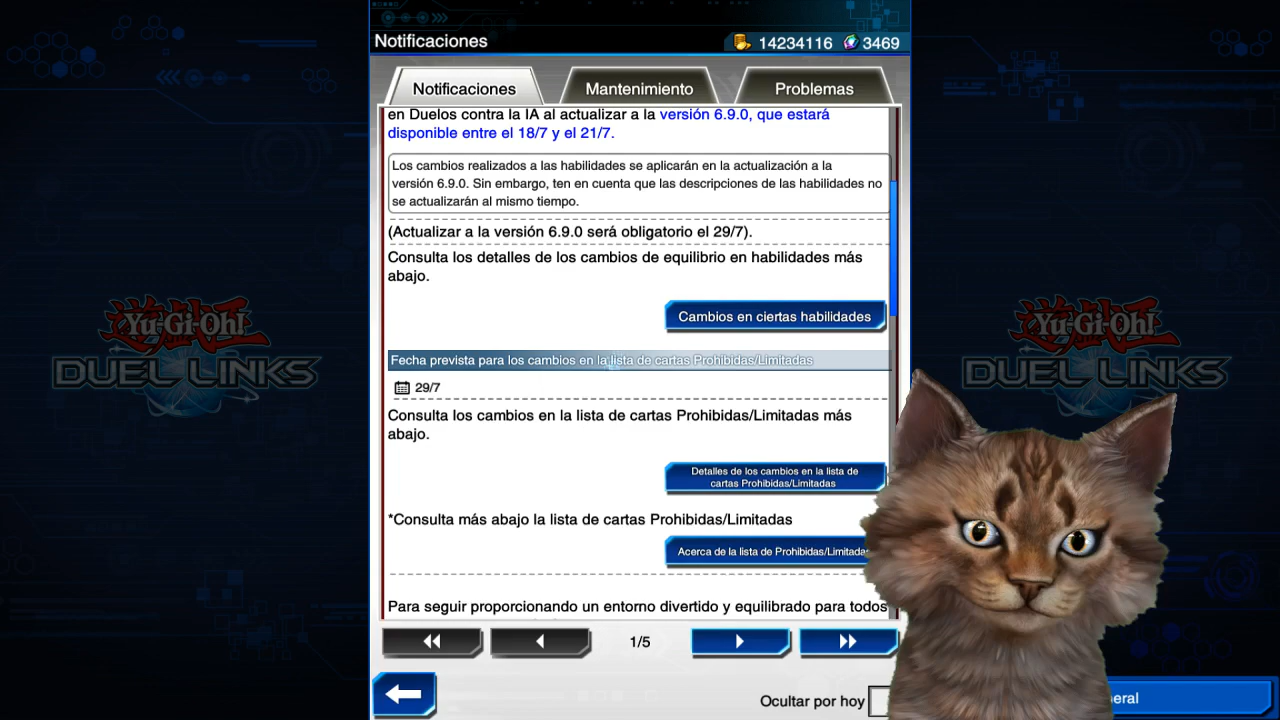 Notificaciones
14234116
3469
Notificaciones
Mantenimiento
Problemas
en Duelos contra la IA al actualizar a la versión 6.9.0, que estará
disponible entre el 18/7 y el 21/7.
Los cambios realizados a las habilidades se aplicarán en la actualización a la
versión 6.9.0. Sin embargo, ten en cuenta que las descripciones de las habilidades no
se actualizarán al mismo tiempo.
(Actualizar a la versión 6.9.0 será obligatorio el 29/7).
Consulta los detalles de los cambios de equilibrio en habilidades más
abajo.
Cambios en ciertas habilidades
Fecha prevista para los cambios en la lista de cartas Prohibidas/Limitadas
29/7
Consulta los cambios en la lista de cartas Prohibidas/Limitadas más
abajo.
Detalles de los cambios en la lista de
cartas Prohibidas/Limitadas
*Consulta más abajo la lista de cartas Prohibidas/Limitadas
Acerca de la lista de Prohibidas/Limitadas
Para seguir proporcionando un entorno divertido y equilibrado para todos
1/5
Ocultar por hoy
Yu-Gi-Oh!
DUEL LINKS
Yu-Gi-Oh!
DUEL LINKS